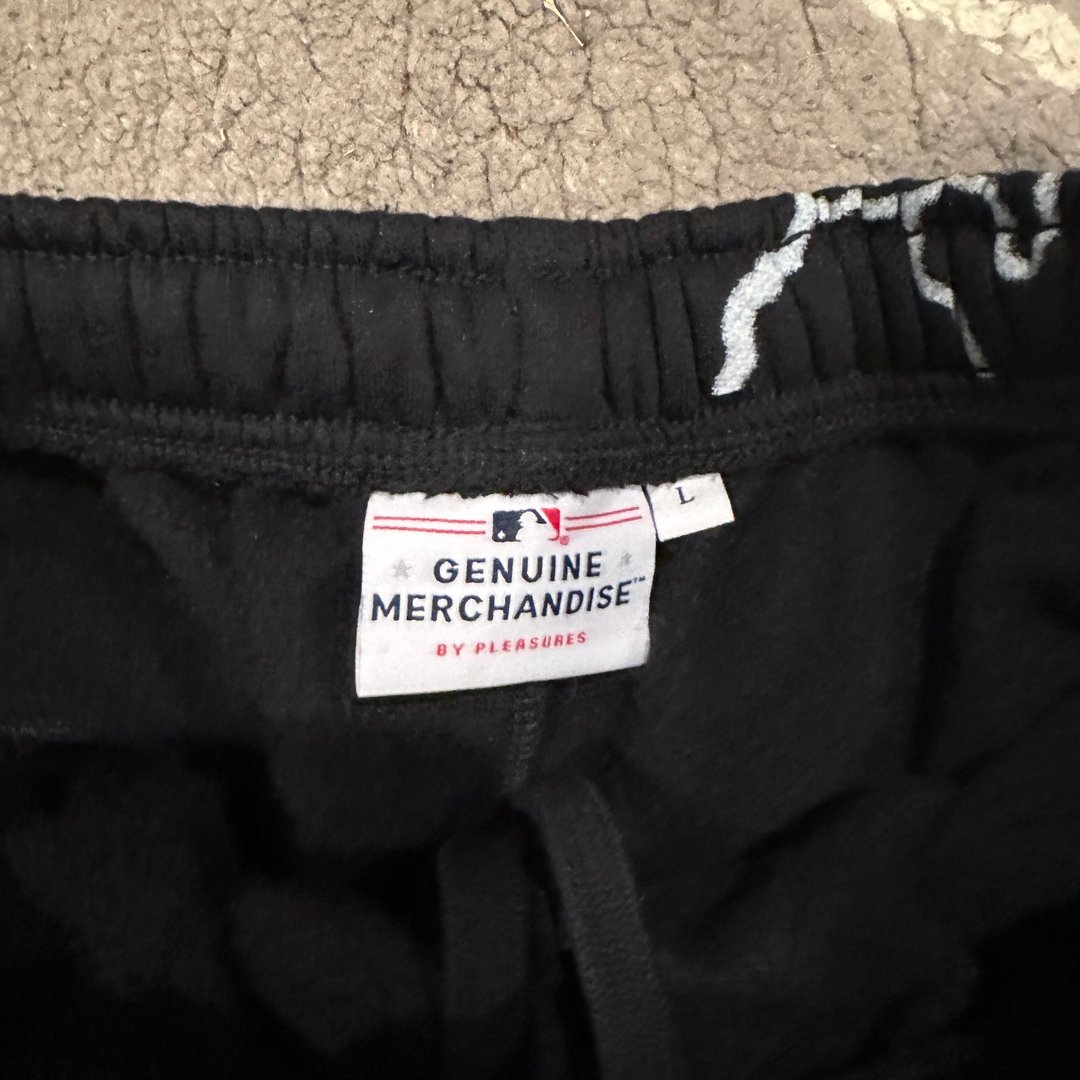 L
GENUINE
MERCHANDISE™
BY PLEASURES